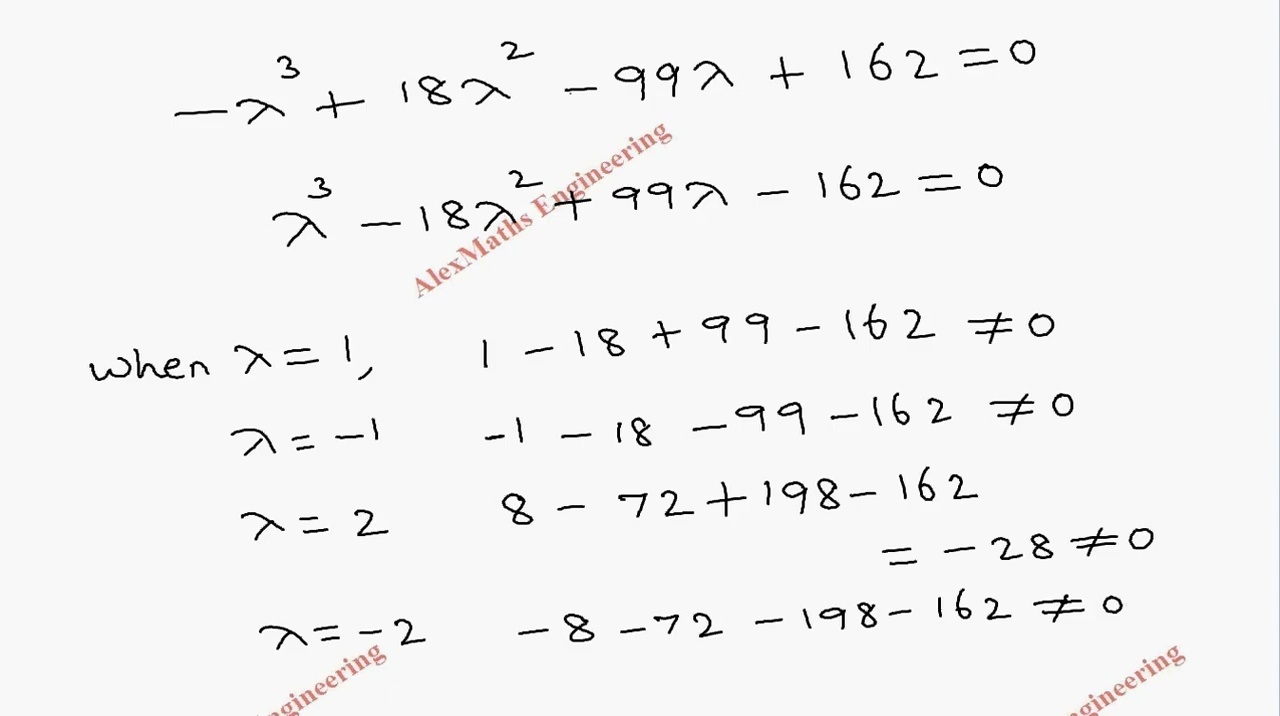 -λ³ + 18λ² - 99λ + 162 = 0
λ³ - 18λ² + 99λ - 162 = 0
AlexMaths Engineering
when λ = 1, 1 - 18 + 99 - 162 ≠ 0
λ = -1 -1 - 18 - 99 - 162 ≠ 0
λ = 2 8 - 72 + 198 - 162
= -28 ≠ 0
λ = -2 -8 - 72 - 198 - 162 ≠ 0
ngineering
gineering